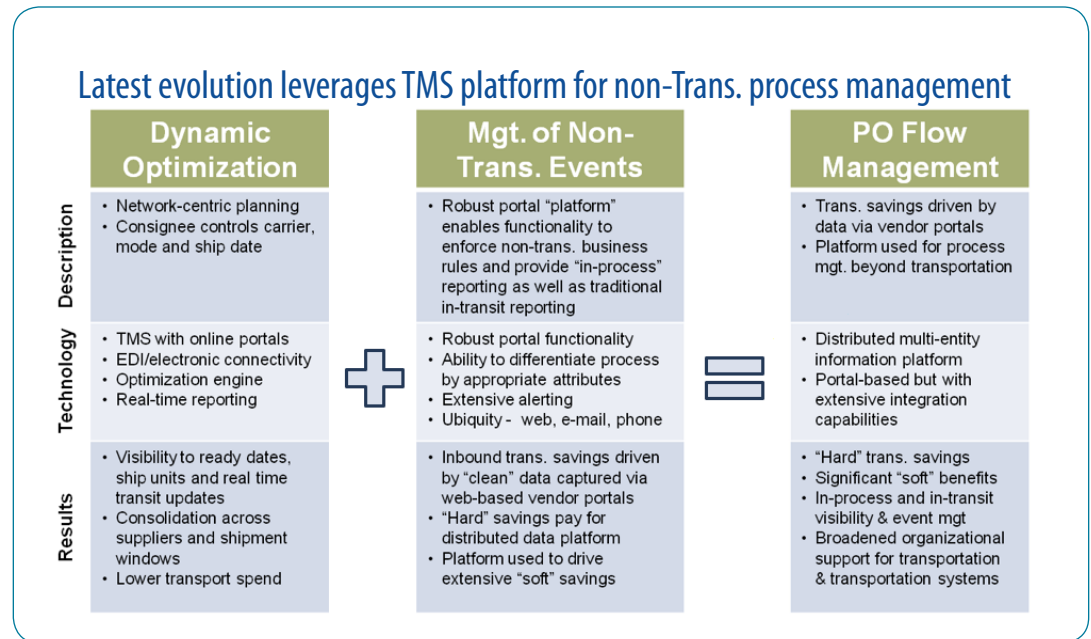 Latest evolution leverages TMS platform for non-Trans. process management
Dynamic
Optimization
Mgt. of Non-
Trans. Events
PO Flow
Management
Description
• Network-centric planning
• Consignee controls carrier,
mode and ship date
• Robust portal “platform”
enables functionality to
enforce non-trans. business
rules and provide “in-process”
reporting as well as traditional
in-transit reporting
• Trans. savings driven by
data via vendor portals
• Platform used for process
mgt. beyond transportation
Technology
• TMS with online portals
• EDI/electronic connectivity
• Optimization engine
• Real-time reporting
• Robust portal functionality
• Ability to differentiate process
by appropriate attributes
• Extensive alerting
• Ubiquity - web, e-mail, phone
• Distributed multi-entity
information platform
• Portal-based but with
extensive integration
capabilities
Results
• Visibility to ready dates,
ship units and real time
transit updates
• Consolidation across
suppliers and shipment
windows
• Lower transport spend
• Inbound trans. savings driven
by “clean” data captured via
web-based vendor portals
• “Hard” savings pay for
distributed data platform
• Platform used to drive
extensive “soft” savings
• “Hard” trans. savings
• Significant “soft” benefits
• In-process and in-transit
visibility & event mgt
• Broadened organizational
support for transportation
& transportation systems